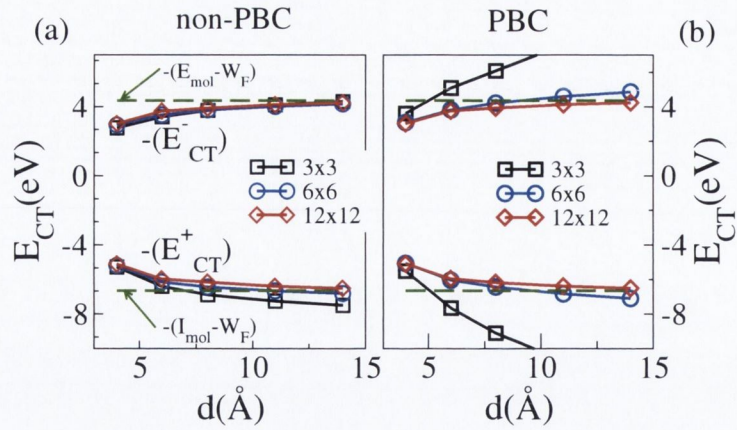 (a) non-PBC PBC (b)
-(E_mol-W_F)
-(E^-_CT)
3x3
6x6
12x12
-(E^+_CT)
-(I_mol-W_F)
E_CT(eV)
4
0
-4
-8
5 10 15
d(Å)
3x3
6x6
12x12
4
0
-4
-8
E_CT(eV)
5 10 15
d(Å)